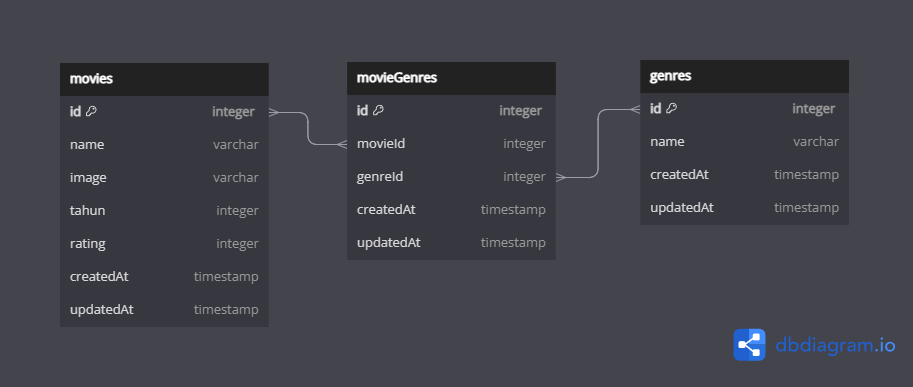 movies
id integer
name varchar
image varchar
tahun integer
rating integer
createdAt timestamp
updatedAt timestamp
movieGenres
id integer
movieId integer
genreId integer
createdAt timestamp
updatedAt timestamp
genres
id integer
name varchar
createdAt timestamp
updatedAt timestamp
dbdiagram.io